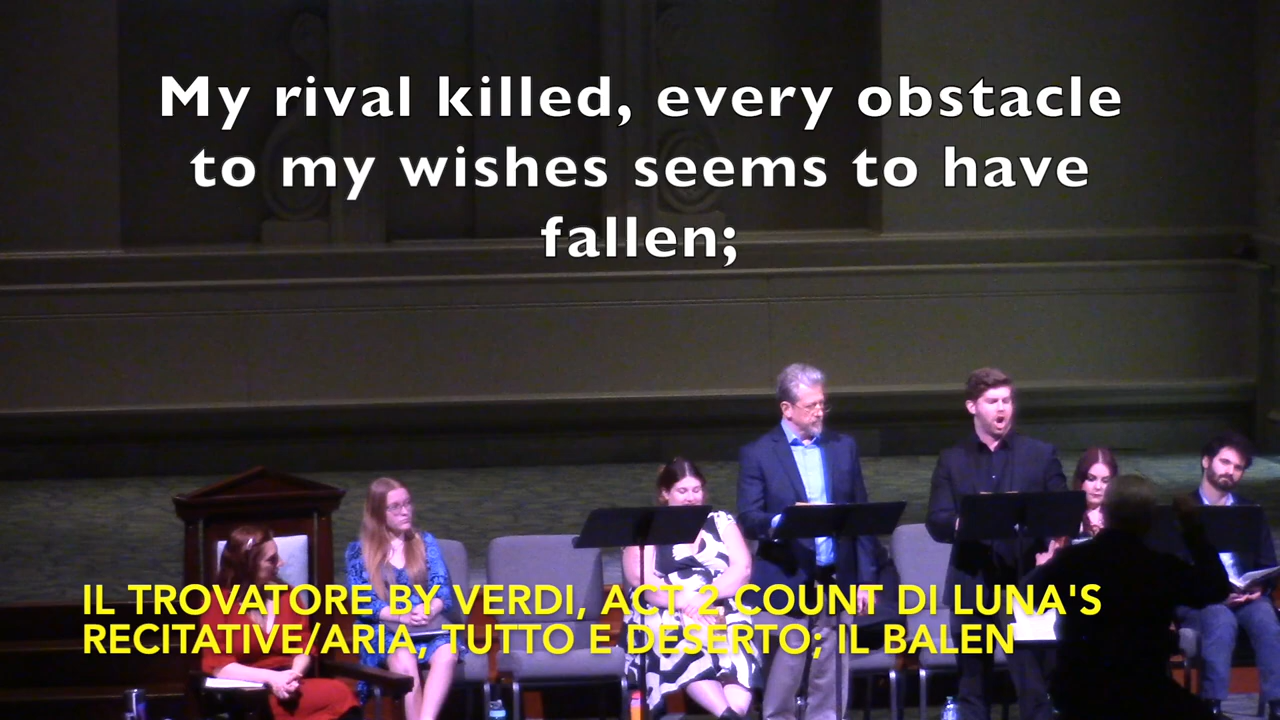 My rival killed, every obstacle
to my wishes seems to have
fallen;
IL TROVATORE BY VERDI, ACT 2 COUNT DI LUNA'S
RECITATIVE/ARIA, TUTTO E DESERTO; IL BALEN